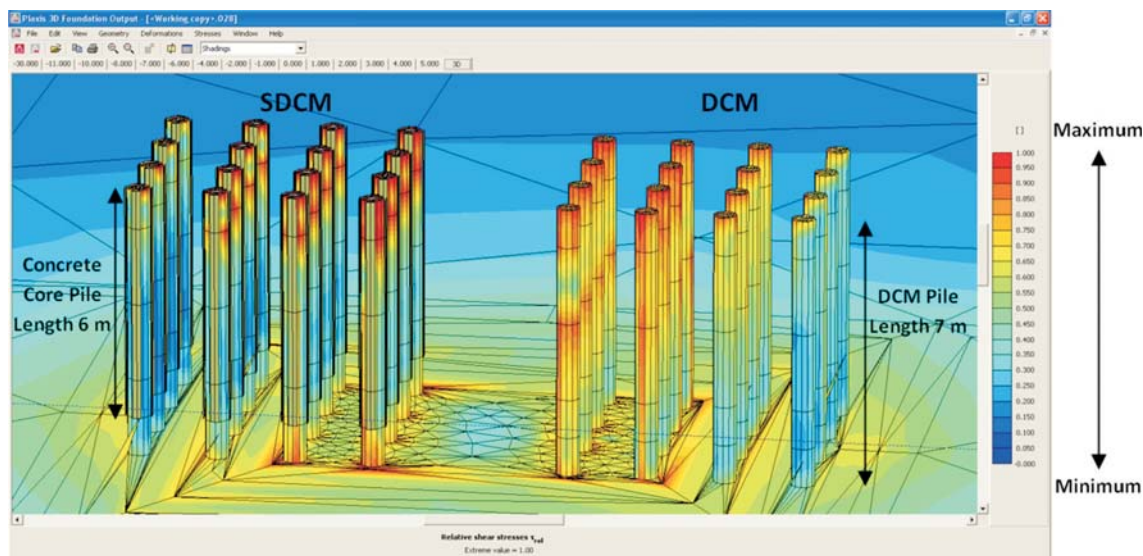 Plaxis 3D Foundation Output - [<Working copy>.028]
File Edit View Geometry Deformations Stresses Window Help
Shadings
-30.000 -11.000 -10.000 -8.000 -7.000 -6.000 -4.000 -2.000 -1.000 0.000 1.000 2.000 3.000 4.000 5.000 3D
SDCM
DCM
Concrete
Core Pile
Length 6 m
DCM Pile
Length 7 m
[ ]
Maximum
1.000
0.950
0.900
0.850
0.800
0.750
0.700
0.650
0.600
0.550
0.500
0.450
0.400
0.350
0.300
0.250
0.200
0.150
0.100
0.050
-0.000
Minimum
Relative shear stresses τrel
Extreme value = 1.00